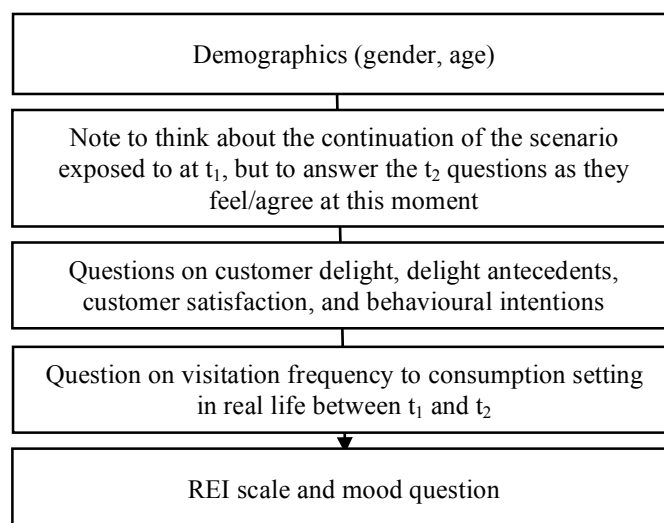 Demographics (gender, age)
Note to think about the continuation of the scenario
exposed to at t₁, but to answer the t₂ questions as they
feel/agree at this moment
Questions on customer delight, delight antecedents,
customer satisfaction, and behavioural intentions
Question on visitation frequency to consumption setting
in real life between t₁ and t₂
REI scale and mood question